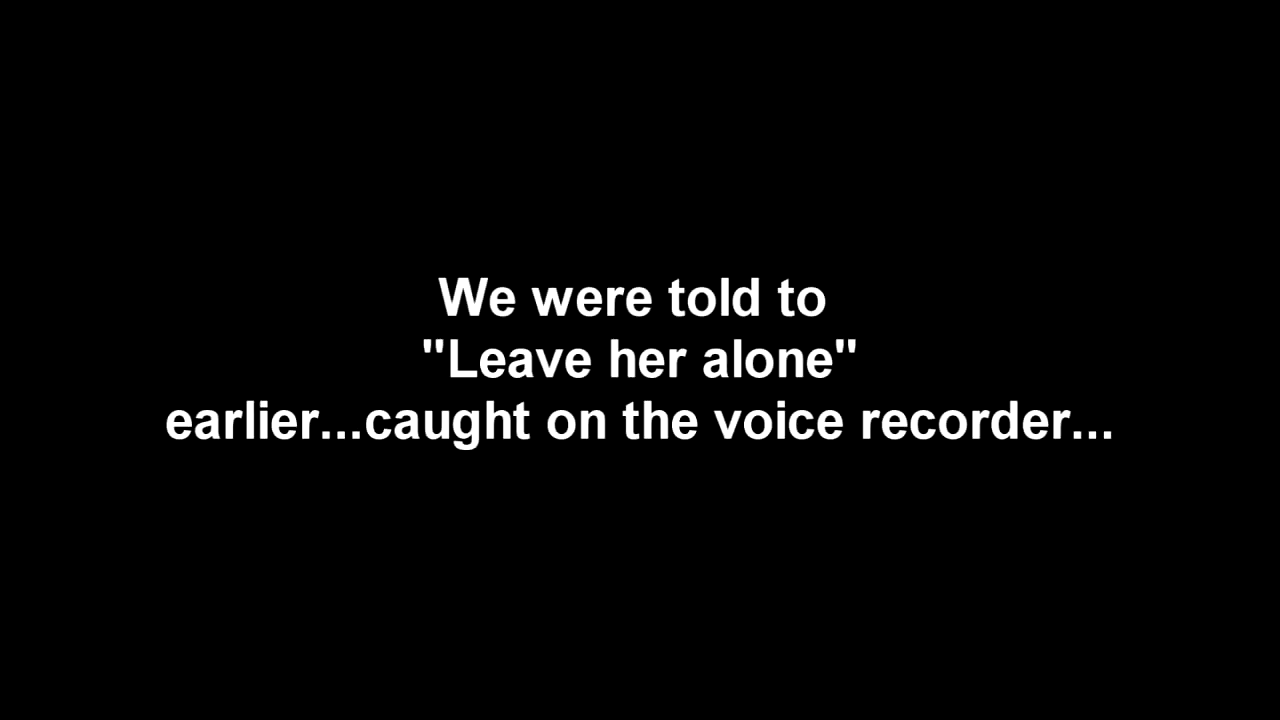 We were told to
"Leave her alone"
earlier...caught on the voice recorder...